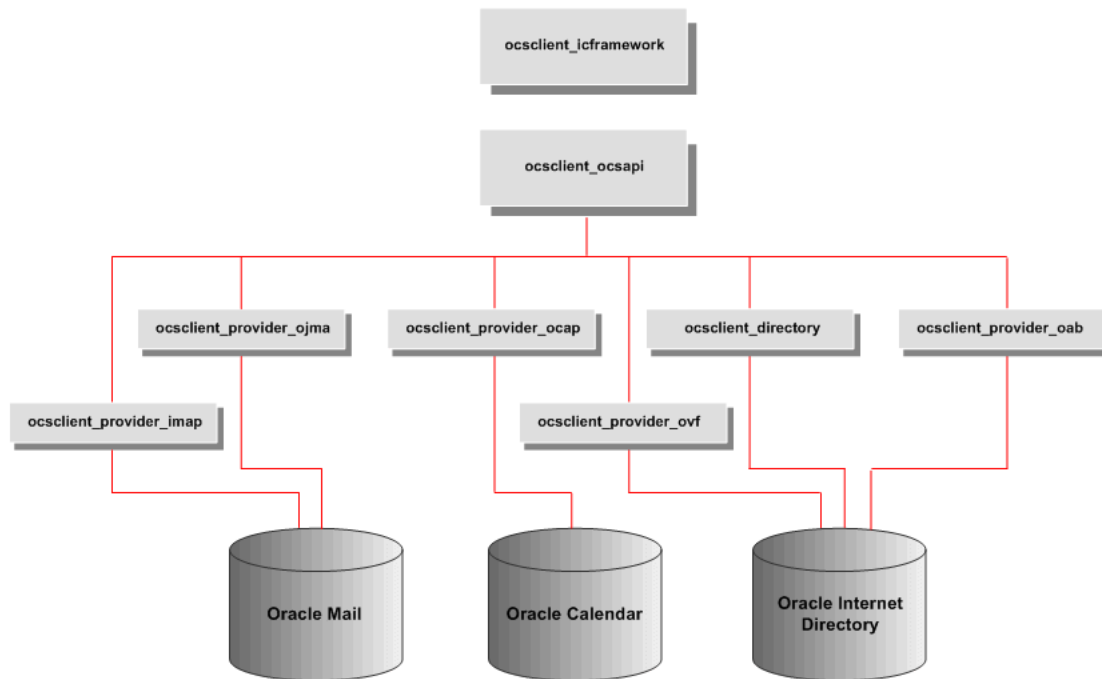 ocsclient_icframework
ocsclient_ocsapi
ocsclient_provider_ojma
ocsclient_provider_ocap
ocsclient_directory
ocsclient_provider_oab
ocsclient_provider_imap
ocsclient_provider_ovf
Oracle Mail
Oracle Calendar
Oracle Internet
Directory